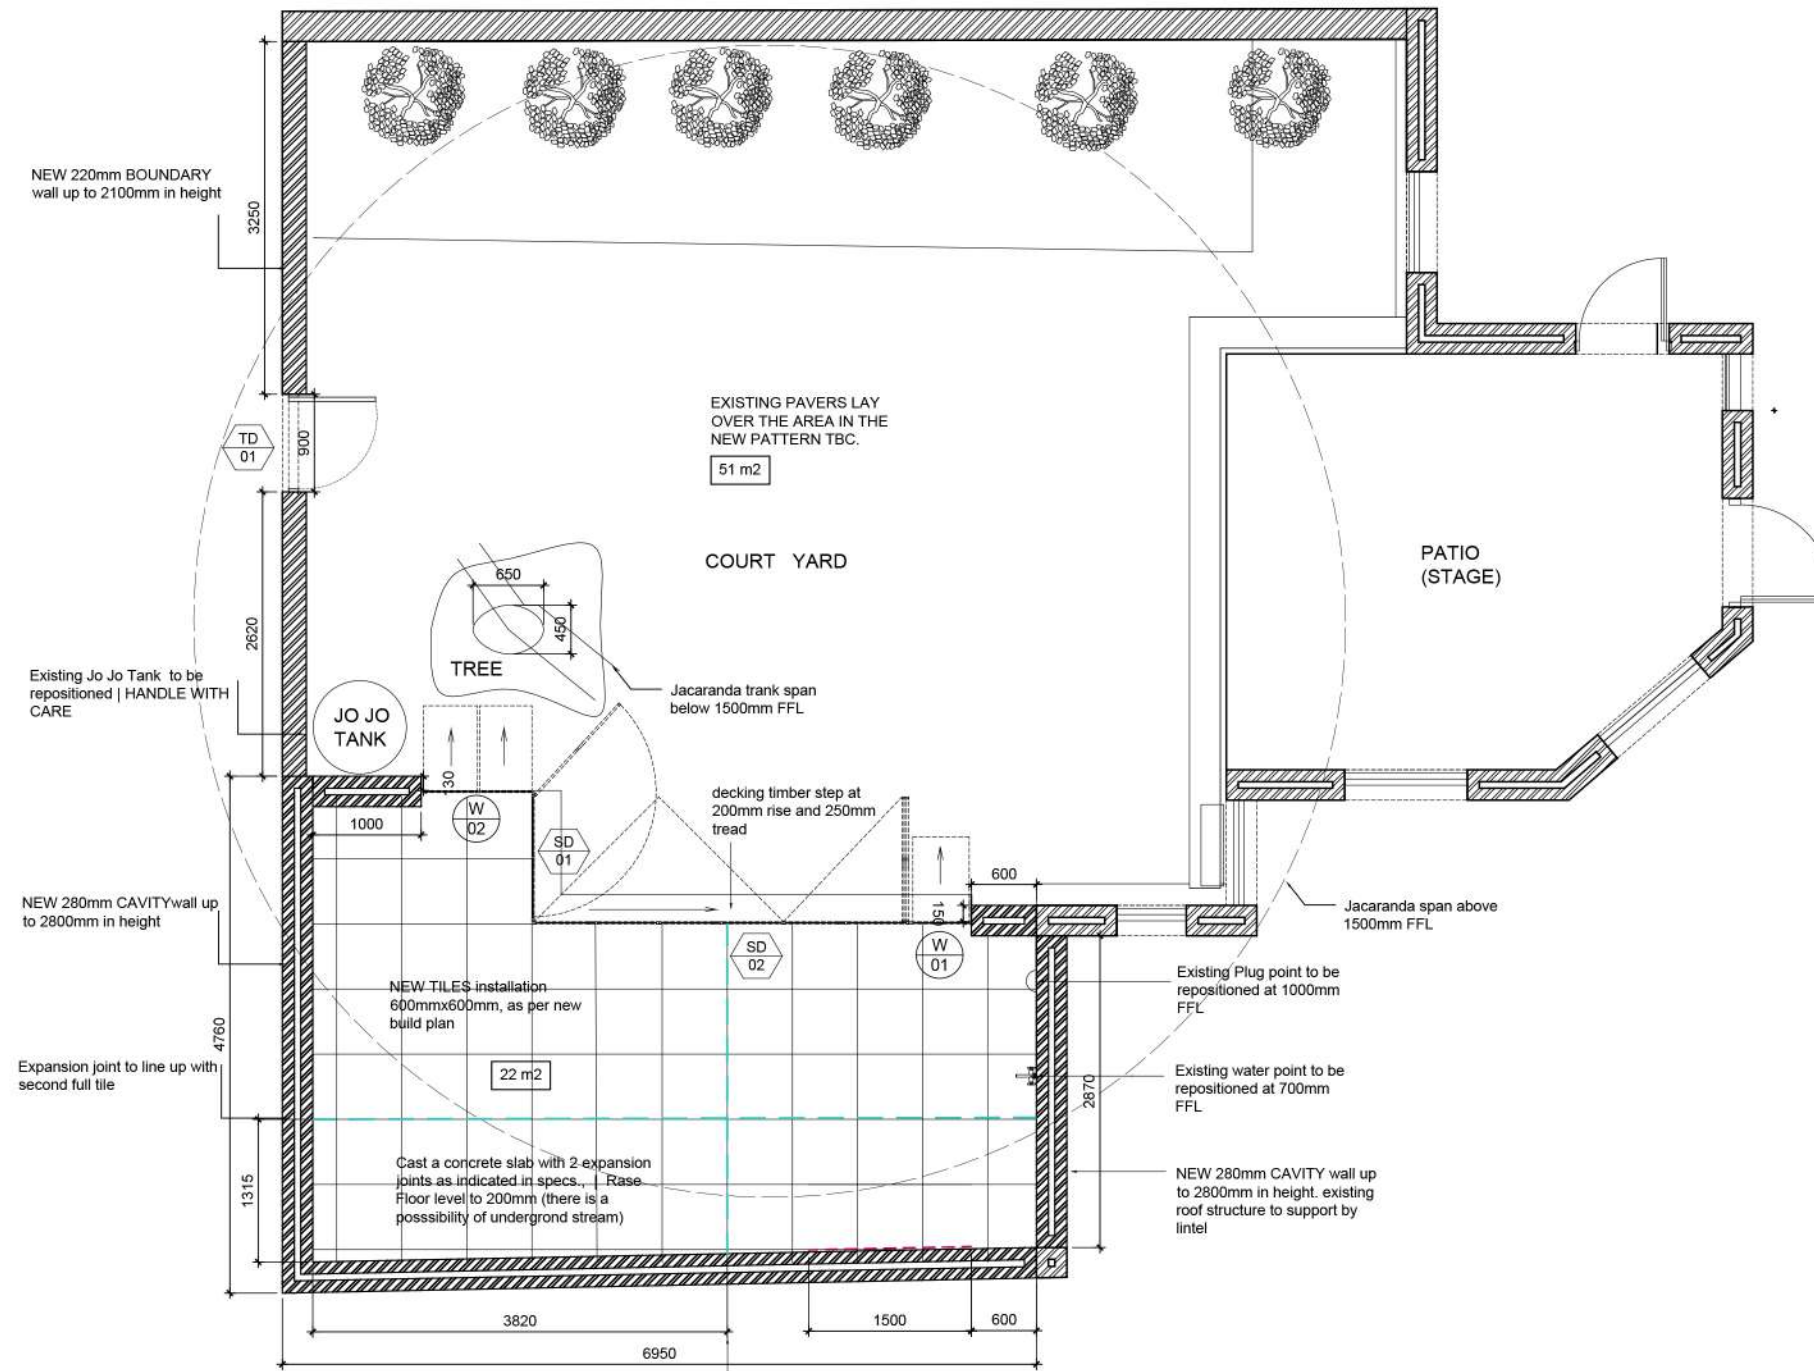 NEW 220mm BOUNDARY
wall up to 2100mm in height
3250
TD
01
900
EXISTING PAVERS LAY
OVER THE AREA IN THE
NEW PATTERN TBC.
51 m2
COURT YARD
PATIO
(STAGE)
650
450
TREE
2620
Existing Jo Jo Tank to be
repositioned | HANDLE WITH
CARE
JO JO
TANK
Jacaranda trank span
below 1500mm FFL
130
W
02
1000
SD
01
decking timber step at
200mm rise and 250mm
tread
600
150
W
01
SD
02
Jacaranda span above
1500mm FFL
NEW 280mm CAVITYwall up
to 2800mm in height
4760
NEW TILES installation
600mmx600mm, as per new
build plan
22 m2
Existing Plug point to be
repositioned at 1000mm
FFL
Expansion joint to line up with
second full tile
Existing water point to be
repositioned at 700mm
FFL
2870
1315
Cast a concrete slab with 2 expansion
joints as indicated in specs., | Rase
Floor level to 200mm (there is a
posssibility of undergrond stream)
NEW 280mm CAVITY wall up
to 2800mm in height. existing
roof structure to support by
lintel
3820
1500
600
6950